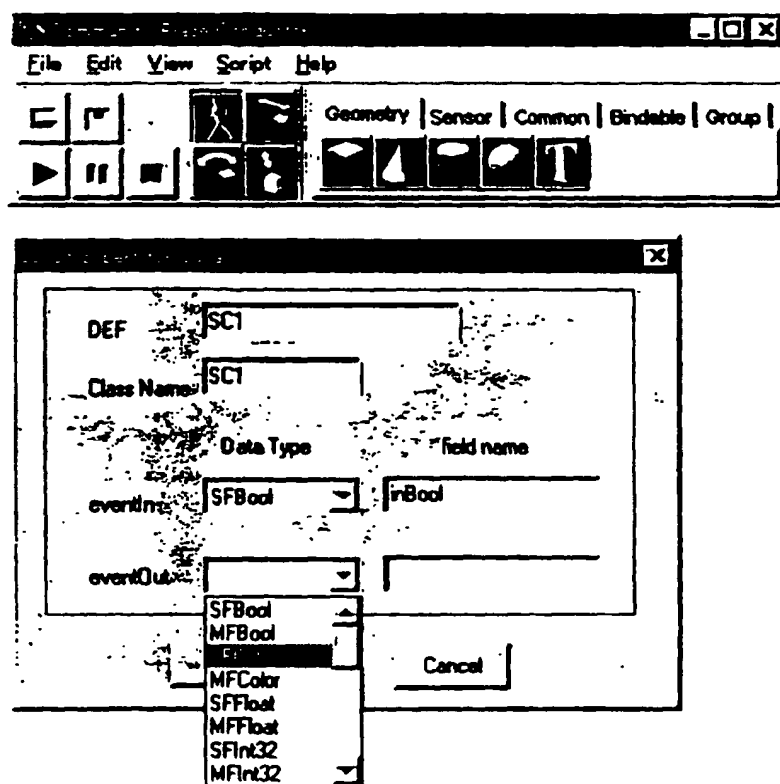 File Edit View Script Help
Geometry | Sensor | Common | Bindable | Group |
DEF SC1
Class Name SC1
Data Type field name
eventIn SFBool inBool
eventOut
SFBool
MFBool
MFColor
SFFloat
MFFloat
SFInt32
MFInt32
Cancel